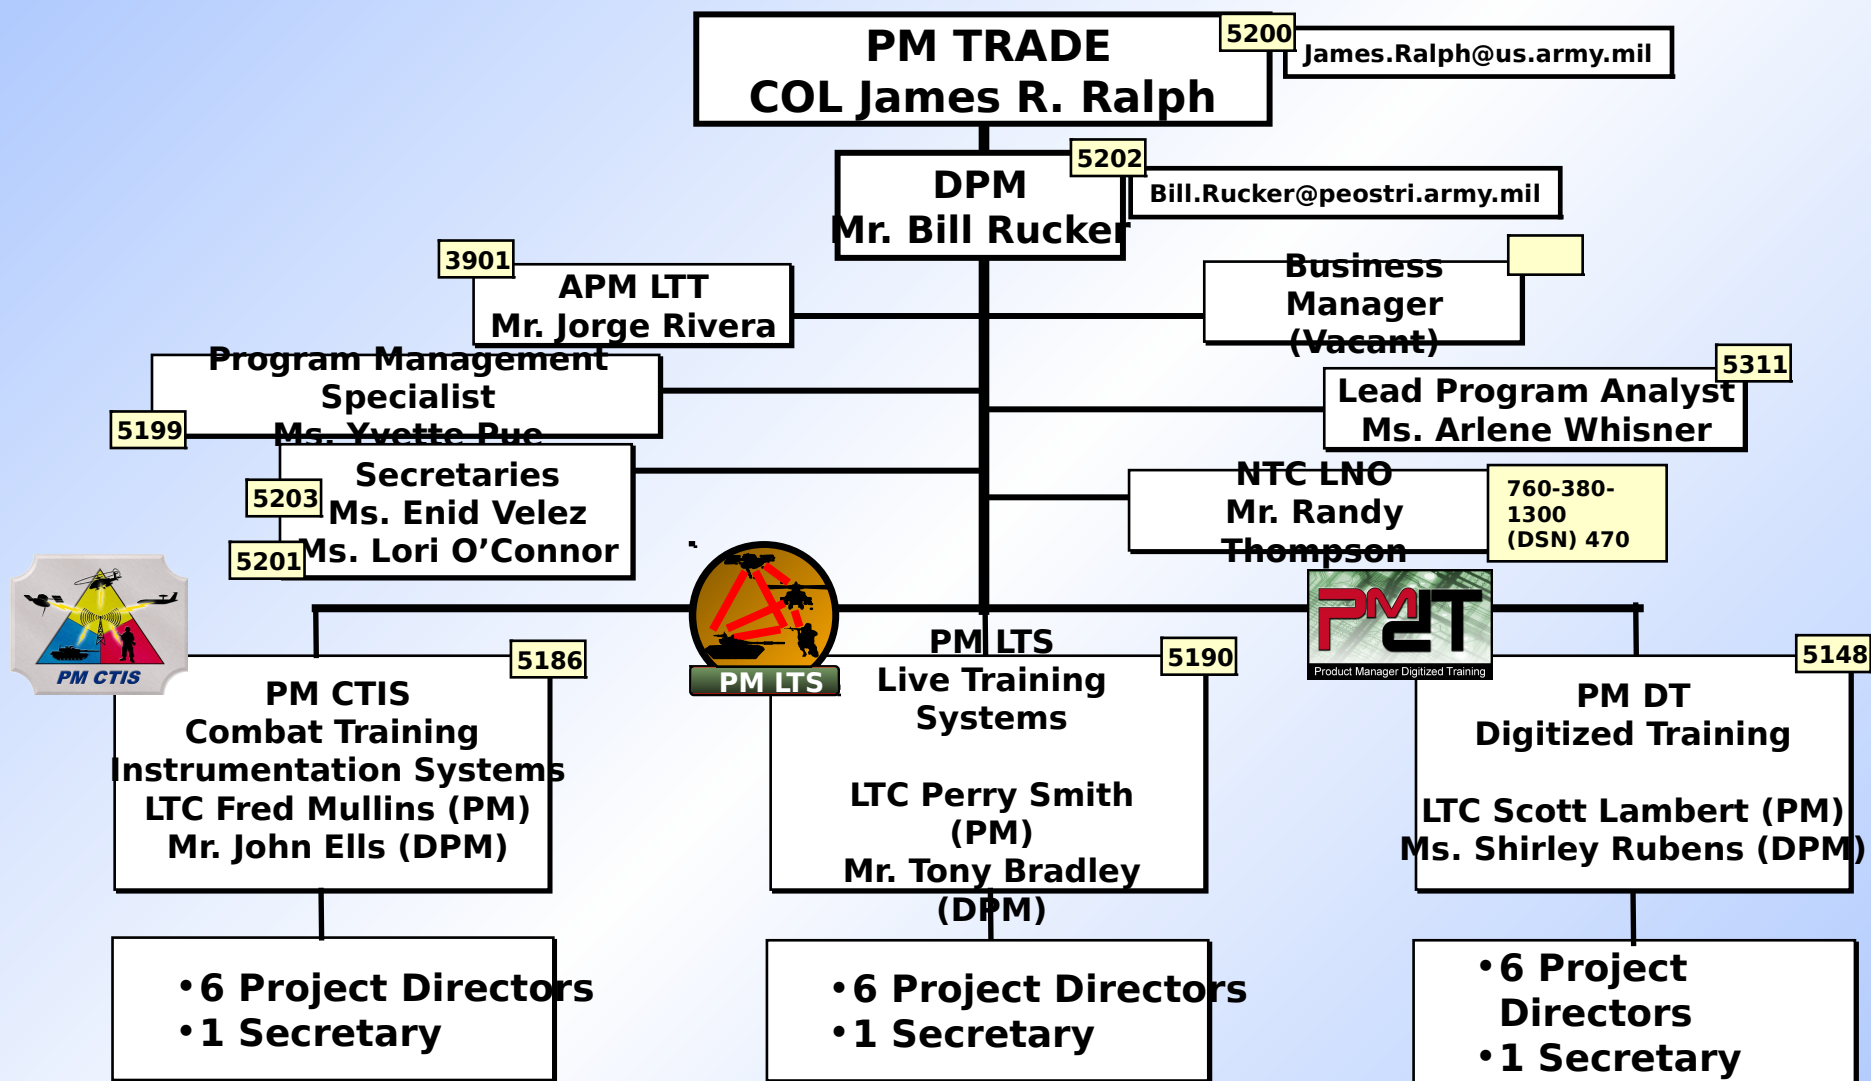 PM TRADE
COL James R. Ralph
5200
James.Ralph@us.army.mil
DPM
Mr. Bill Rucker
5202
Bill.Rucker@peostri.army.mil
3901
APM LTT
Mr. Jorge Rivera
Business
Manager
(Vacant)
Program Management
Specialist
Ms. Yvette Pue
5199
5311
Lead Program Analyst
Ms. Arlene Whisner
Secretaries
Ms. Enid Velez
Ms. Lori O’Connor
5203
5201
NTC LNO
Mr. Randy
Thompson
760-380-
1300
(DSN) 470
PM CTIS
5186
PM CTIS
Combat Training
Instrumentation Systems
LTC Fred Mullins (PM)
Mr. John Ells (DPM)
PM LTS
5190
PM LTS
Live Training
Systems
LTC Perry Smith
(PM)
Mr. Tony Bradley
(DPM)
PMDT
Product Manager Digitized Training
5148
PM DT
Digitized Training
LTC Scott Lambert (PM)
Ms. Shirley Rubens (DPM)
•6 Project Directors
•1 Secretary
•6 Project Directors
•1 Secretary
•6 Project
Directors
•1 Secretary